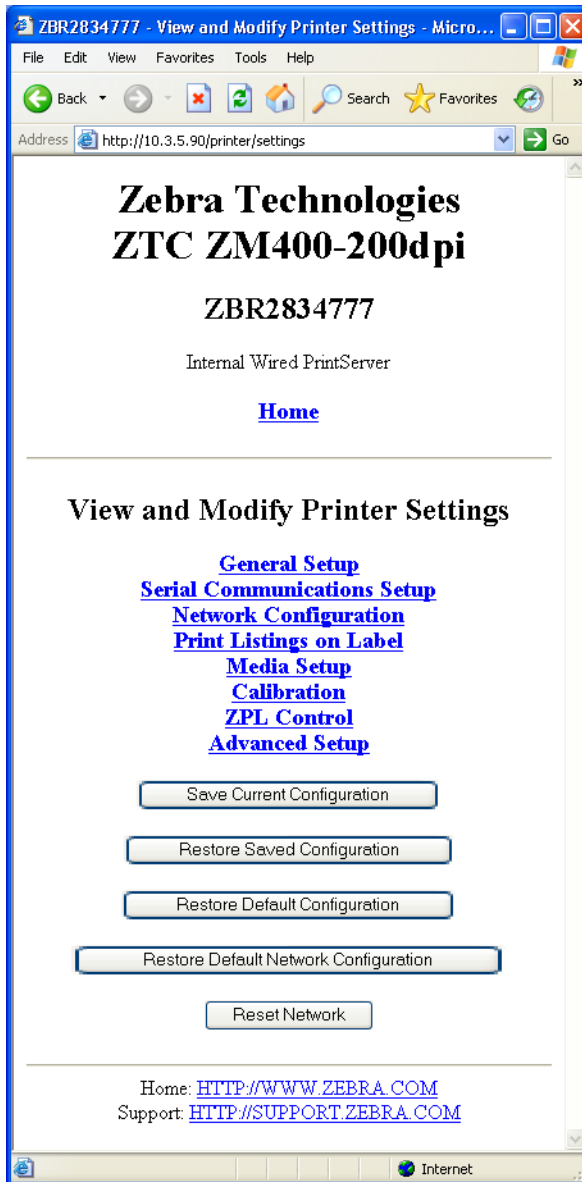 ZBR2834777 - View and Modify Printer Settings - Micro...
File Edit View Favorites Tools Help
Back Search Favorites »
Address http://10.3.5.90/printer/settings Go
Zebra Technologies
ZTC ZM400-200dpi
ZBR2834777
Internal Wired PrintServer
Home
View and Modify Printer Settings
General Setup
Serial Communications Setup
Network Configuration
Print Listings on Label
Media Setup
Calibration
ZPL Control
Advanced Setup
Save Current Configuration
Restore Saved Configuration
Restore Default Configuration
Restore Default Network Configuration
Reset Network
Home: HTTP://WWW.ZEBRA.COM
Support: HTTP://SUPPORT.ZEBRA.COM
Internet